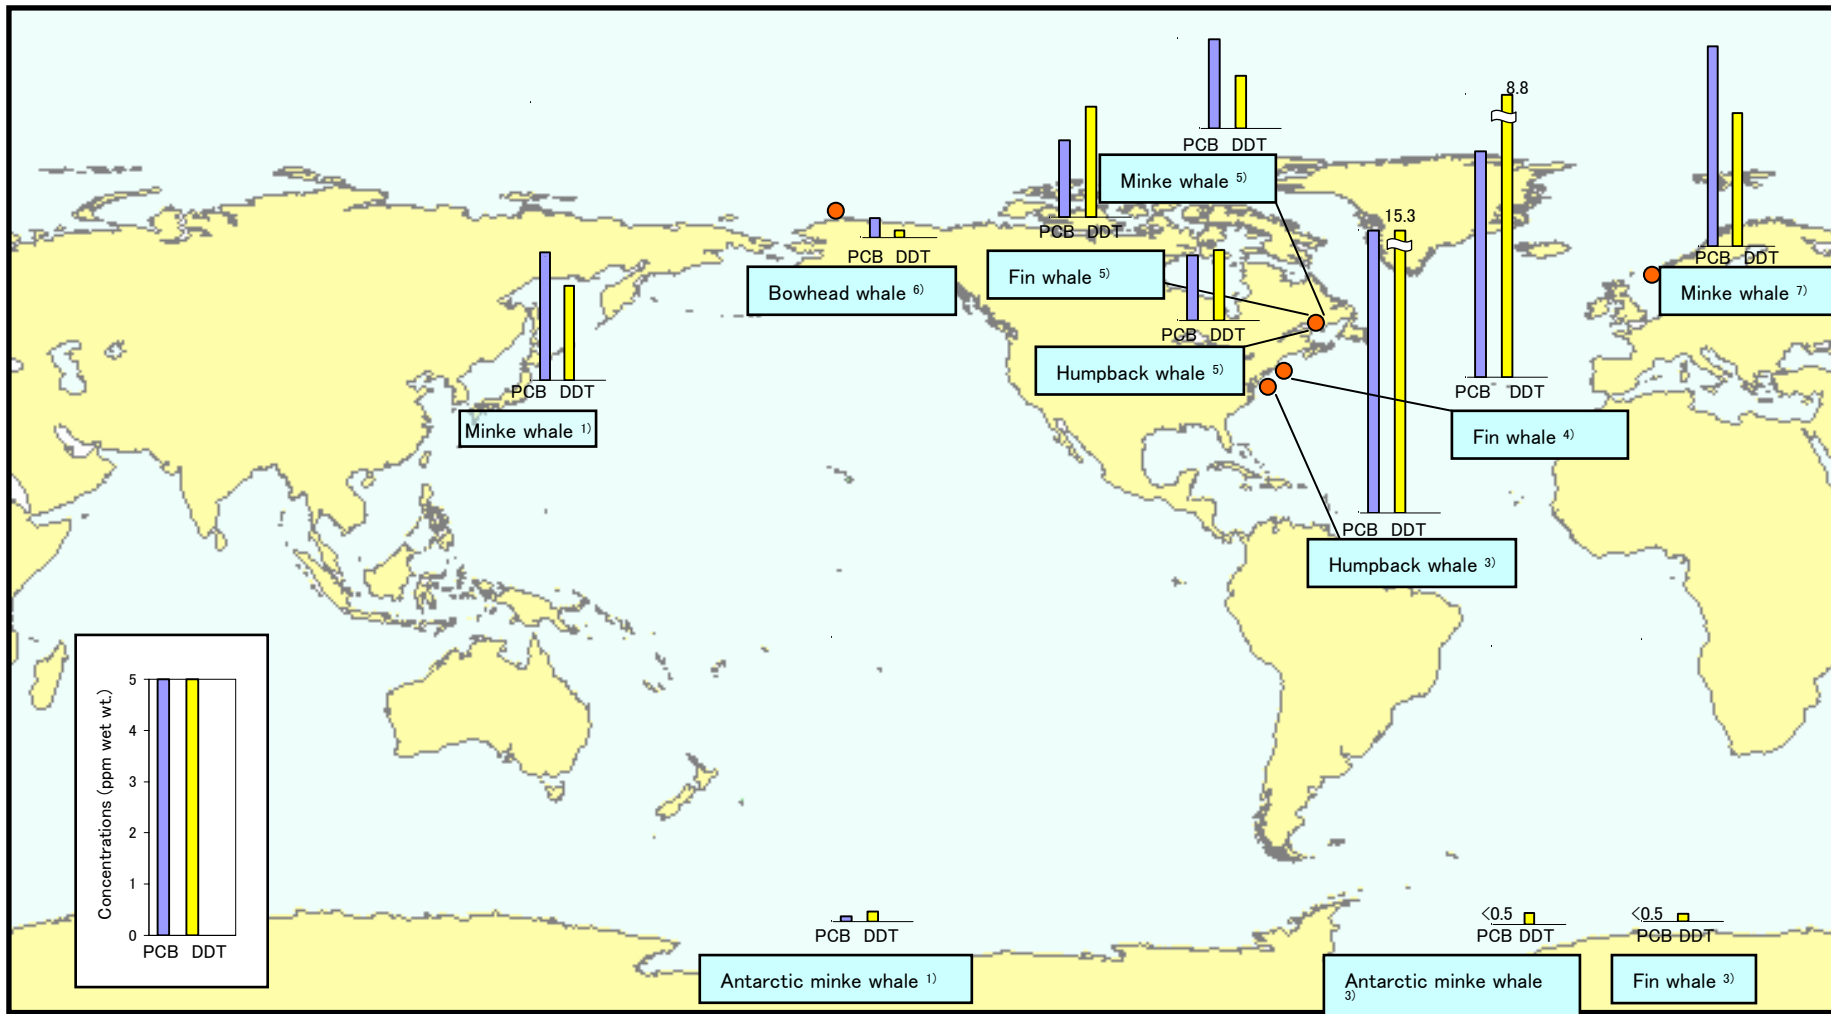 8.8
PCB DDT
PCB DDT
Minke whale 5)
15.3
PCB DDT
PCB DDT
PCB DDT
Fin whale 5)
Bowhead whale 6)
Minke whale 7)
PCB DDT
Humpback whale 5)
PCB DDT
PCB DDT
Minke whale 1)
Fin whale 4)
PCB DDT
Humpback whale 3)
Concentrations (ppm wet wt.)
5
4
3
2
1
0
PCB DDT
PCB DDT
Antarctic minke whale 1)
<0.5
PCB DDT
Antarctic minke whale
3)
<0.5
PCB DDT
Fin whale 3)